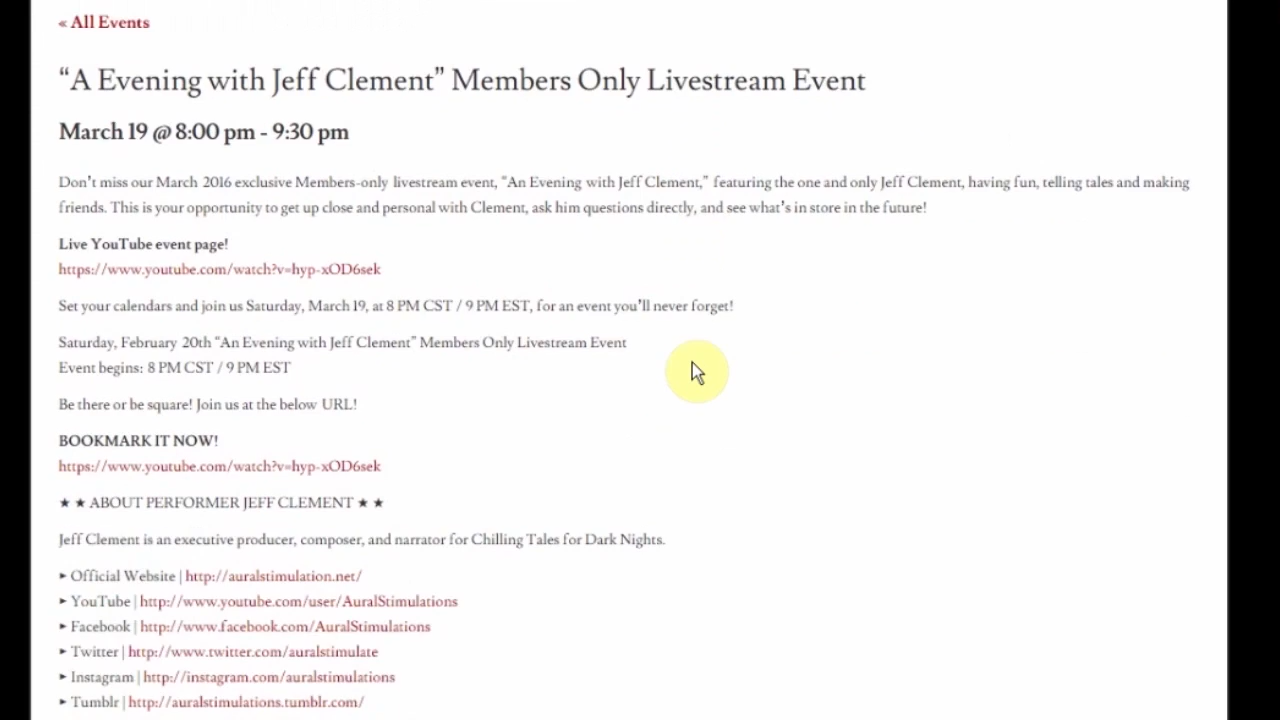 « All Events
“A Evening with Jeff Clement” Members Only Livestream Event
March 19 @ 8:00 pm - 9:30 pm
Don’t miss our March 2016 exclusive Members-only livestream event, “An Evening with Jeff Clement,” featuring the one and only Jeff Clement, having fun, telling tales and making
friends. This is your opportunity to get up close and personal with Clement, ask him questions directly, and see what’s in store in the future!
Live YouTube event page!
https://www.youtube.com/watch?v=hyp-xOD6sek
Set your calendars and join us Saturday, March 19, at 8 PM CST / 9 PM EST, for an event you’ll never forget!
Saturday, February 20th “An Evening with Jeff Clement” Members Only Livestream Event
Event begins: 8 PM CST / 9 PM EST
Be there or be square! Join us at the below URL!
BOOKMARK IT NOW!
https://www.youtube.com/watch?v=hyp-xOD6sek
★ ★ ABOUT PERFORMER JEFF CLEMENT ★ ★
Jeff Clement is an executive producer, composer, and narrator for Chilling Tales for Dark Nights.
► Official Website | http://auralstimulation.net/
► YouTube | http://www.youtube.com/user/AuralStimulations
► Facebook | http://www.facebook.com/AuralStimulations
► Twitter | http://www.twitter.com/auralstimulate
► Instagram | http://instagram.com/auralstimulations
► Tumblr | http://auralstimulations.tumblr.com/